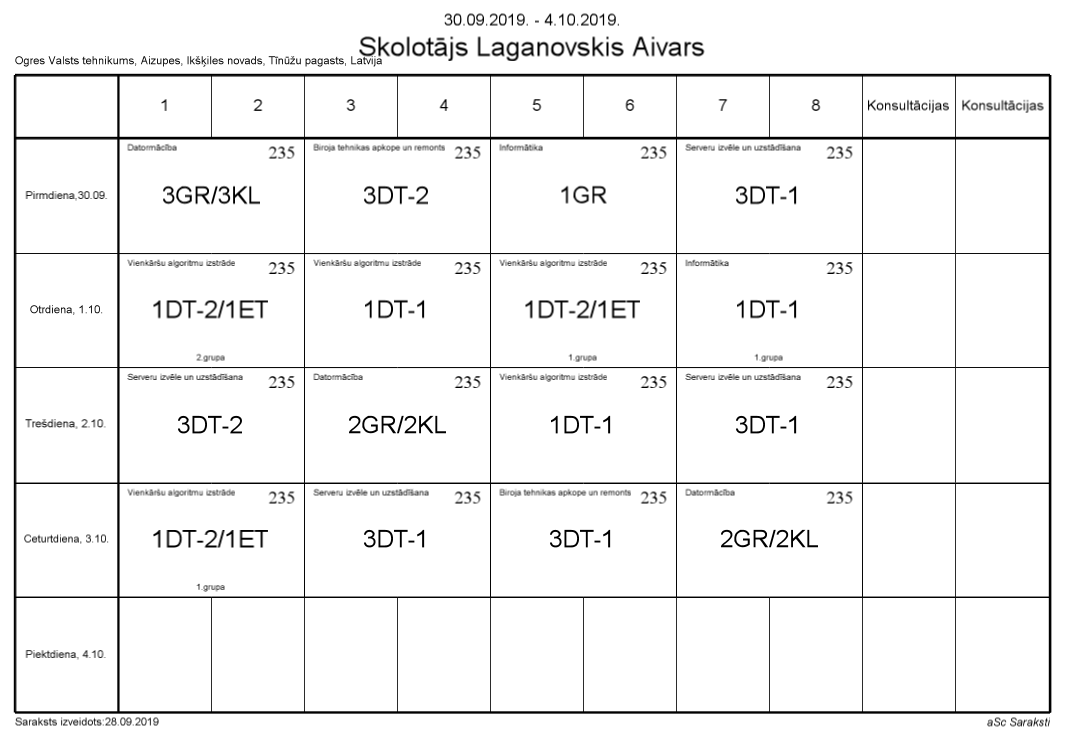 30.09.2019. - 4.10.2019.
Skolotājs Laganovskis Aivars
Ogres Valsts tehnikums, Aizupes, Ikšķiles novads, Tīnūžu pagasts, Latvija
1 2 3 4 5 6 7 8 Konsultācijas Konsultācijas
Datormācība 235 Biroja tehnikas apkope un remonts 235 Informātika 235 Serveru izvēle un uzstādīšana 235
Pirmdiena,30.09. 3GR/3KL 3DT-2 1GR 3DT-1
Vienkāršu algoritmu izstrāde 235 Vienkāršu algoritmu izstrāde 235 Vienkāršu algoritmu izstrāde 235 Informātika 235
Otrdiena, 1.10. 1DT-2/1ET 1DT-1 1DT-2/1ET 1DT-1
2.grupa 1.grupa 1.grupa
Serveru izvēle un uzstādīšana 235 Datormācība 235 Vienkāršu algoritmu izstrāde 235 Serveru izvēle un uzstādīšana 235
Trešdiena, 2.10. 3DT-2 2GR/2KL 1DT-1 3DT-1
Vienkāršu algoritmu izstrāde 235 Serveru izvēle un uzstādīšana 235 Biroja tehnikas apkope un remonts 235 Datormācība 235
Ceturtdiena, 3.10. 1DT-2/1ET 3DT-1 3DT-1 2GR/2KL
1.grupa
Piektdiena, 4.10.
Saraksts izveidots:28.09.2019 aSc Saraksti